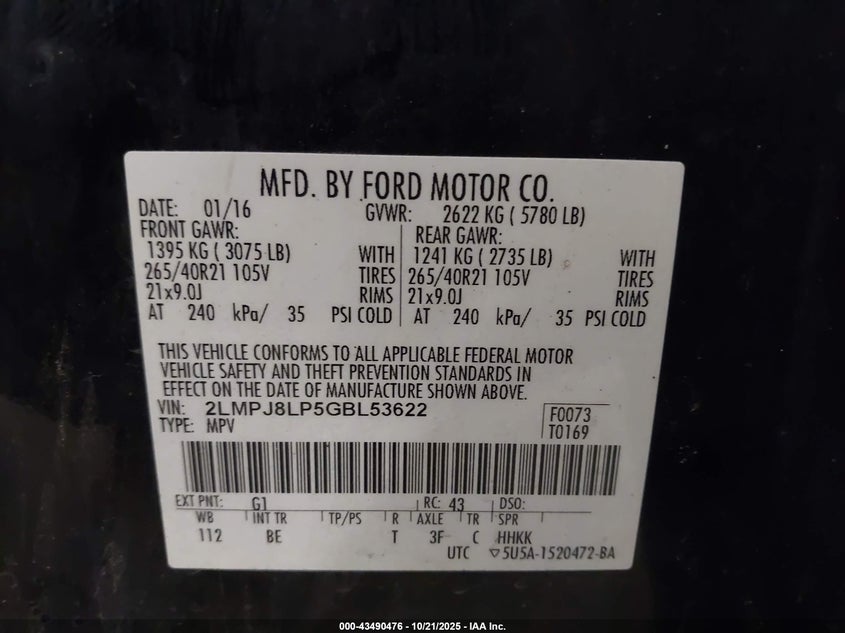 MFD. BY FORD MOTOR CO.
DATE: 01/16 GVWR: 2622 KG ( 5780 LB)
FRONT GAWR: REAR GAWR:
1395 KG ( 3075 LB) WITH 1241 KG ( 2735 LB) WITH
265/40R21 105V TIRES 265/40R21 105V TIRES
21x9.0J RIMS 21x9.0J RIMS
AT 240 kPa/ 35 PSI COLD AT 240 kPa/ 35 PSI COLD
THIS VEHICLE CONFORMS TO ALL APPLICABLE FEDERAL MOTOR
VEHICLE SAFETY AND THEFT PREVENTION STANDARDS IN
EFFECT ON THE DATE OF MANUFACTURE SHOWN ABOVE.
VIN: 2LMPJ8LP5GBL53622 F0073
TYPE: MPV T0169
EXT PNT: G1 RC: 43 DSO:
WB INT TR TP/PS R AXLE TR SPR
112 BE T 3F C HHKK
UTC ▽5U5A-1520472-BA
000-43490476 - 10/21/2025 - IAA Inc.